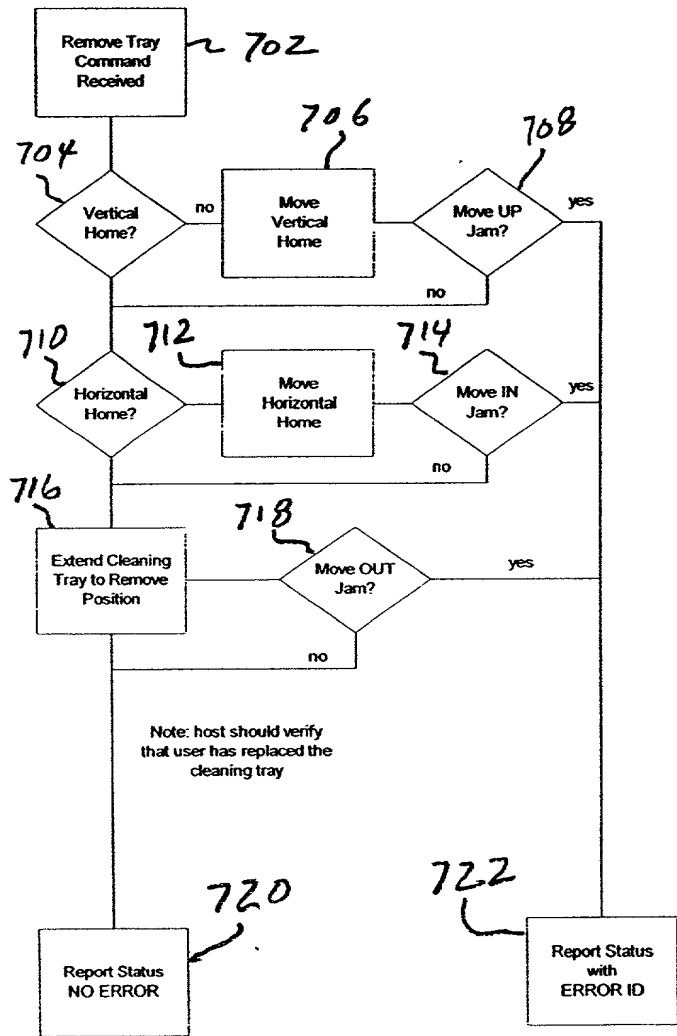 Remove Tray
Command
Received
702
704
Vertical
Home?
no
706
Move
Vertical
Home
708
Move UP
Jam?
yes
no
710
Horizontal
Home?
712
Move
Horizontal
Home
714
Move IN
Jam?
yes
no
716
Extend Cleaning
Tray to Remove
Position
718
Move OUT
Jam?
yes
no
Note: host should verify
that user has replaced the
cleaning tray
720
Report Status
NO ERROR
722
Report Status
with
ERROR ID